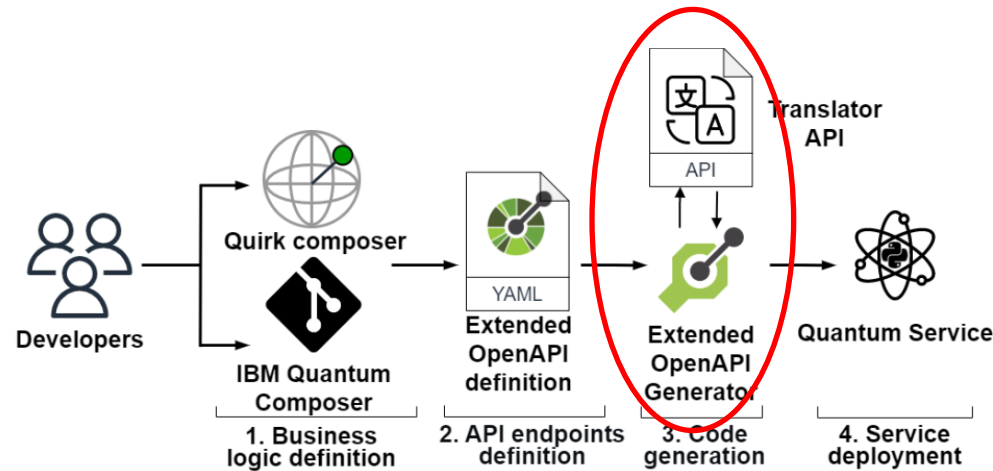 文
A
API
Translator
API
Quirk composer
YAML
Developers
Extended
OpenAPI
definition
Extended
OpenAPI
Generator
Quantum Service
IBM Quantum
Composer
1. Business
logic definition
2. API endpoints
definition
3. Code
generation
4. Service
deployment